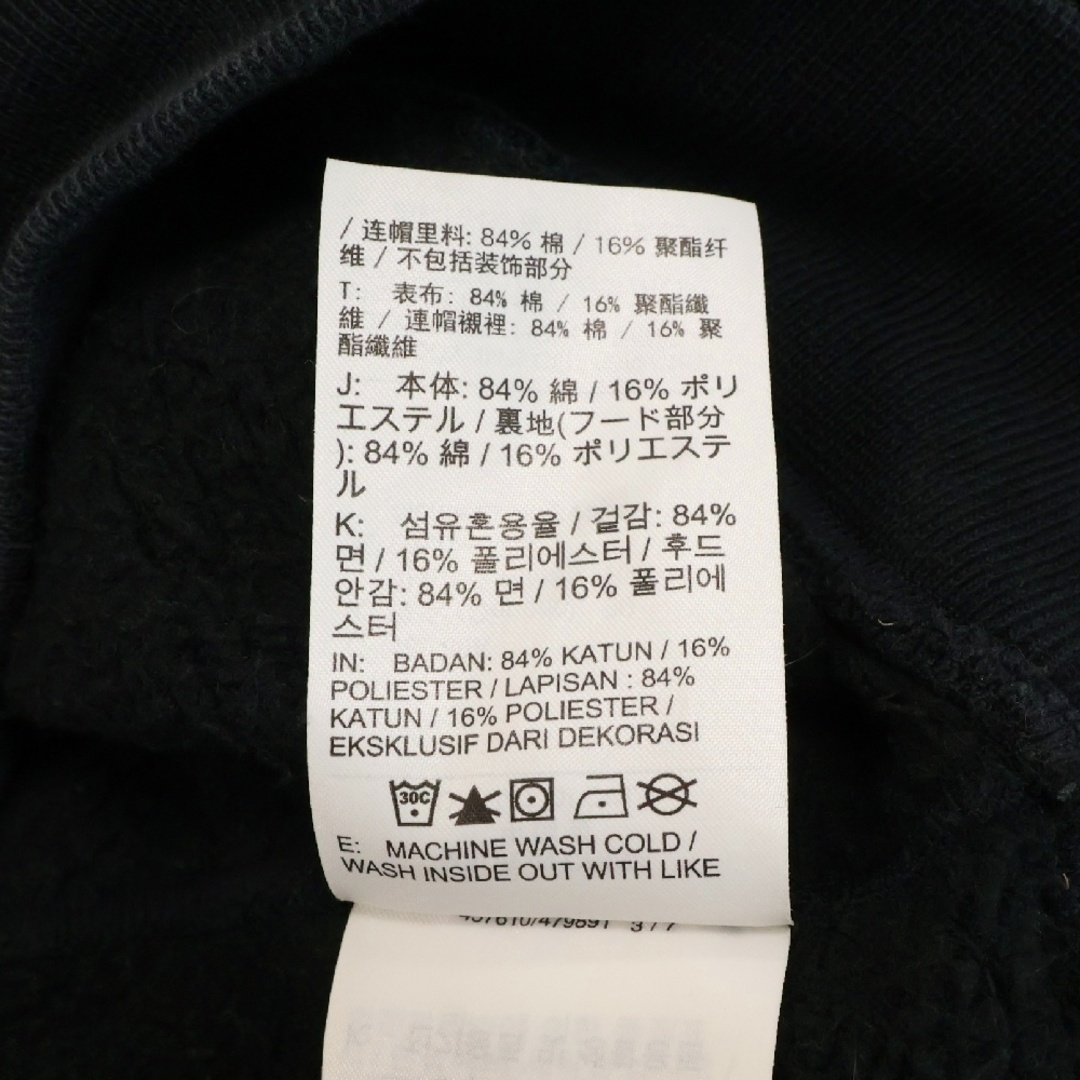 / 连帽里料: 84% 棉 / 16% 聚酯纤
维 / 不包括装饰部分
T: 表布: 84% 棉 / 16% 聚酯纖
維 / 連帽襯裡: 84% 棉 / 16% 聚
酯纖維
J: 本体: 84% 綿 / 16% ポリ
エステル / 裏地(フード部分
): 84% 綿 / 16% ポリエステ
ル
K: 섬유혼용율 / 겉감: 84%
면 / 16% 폴리에스터 / 후드
안감: 84% 면 / 16% 폴리에
스터
IN: BADAN: 84% KATUN / 16%
POLIESTER / LAPISAN : 84%
KATUN / 16% POLIESTER /
EKSKLUSIF DARI DEKORASI
30C
E: MACHINE WASH COLD /
WASH INSIDE OUT WITH LIKE
457610/479891 3 / 7